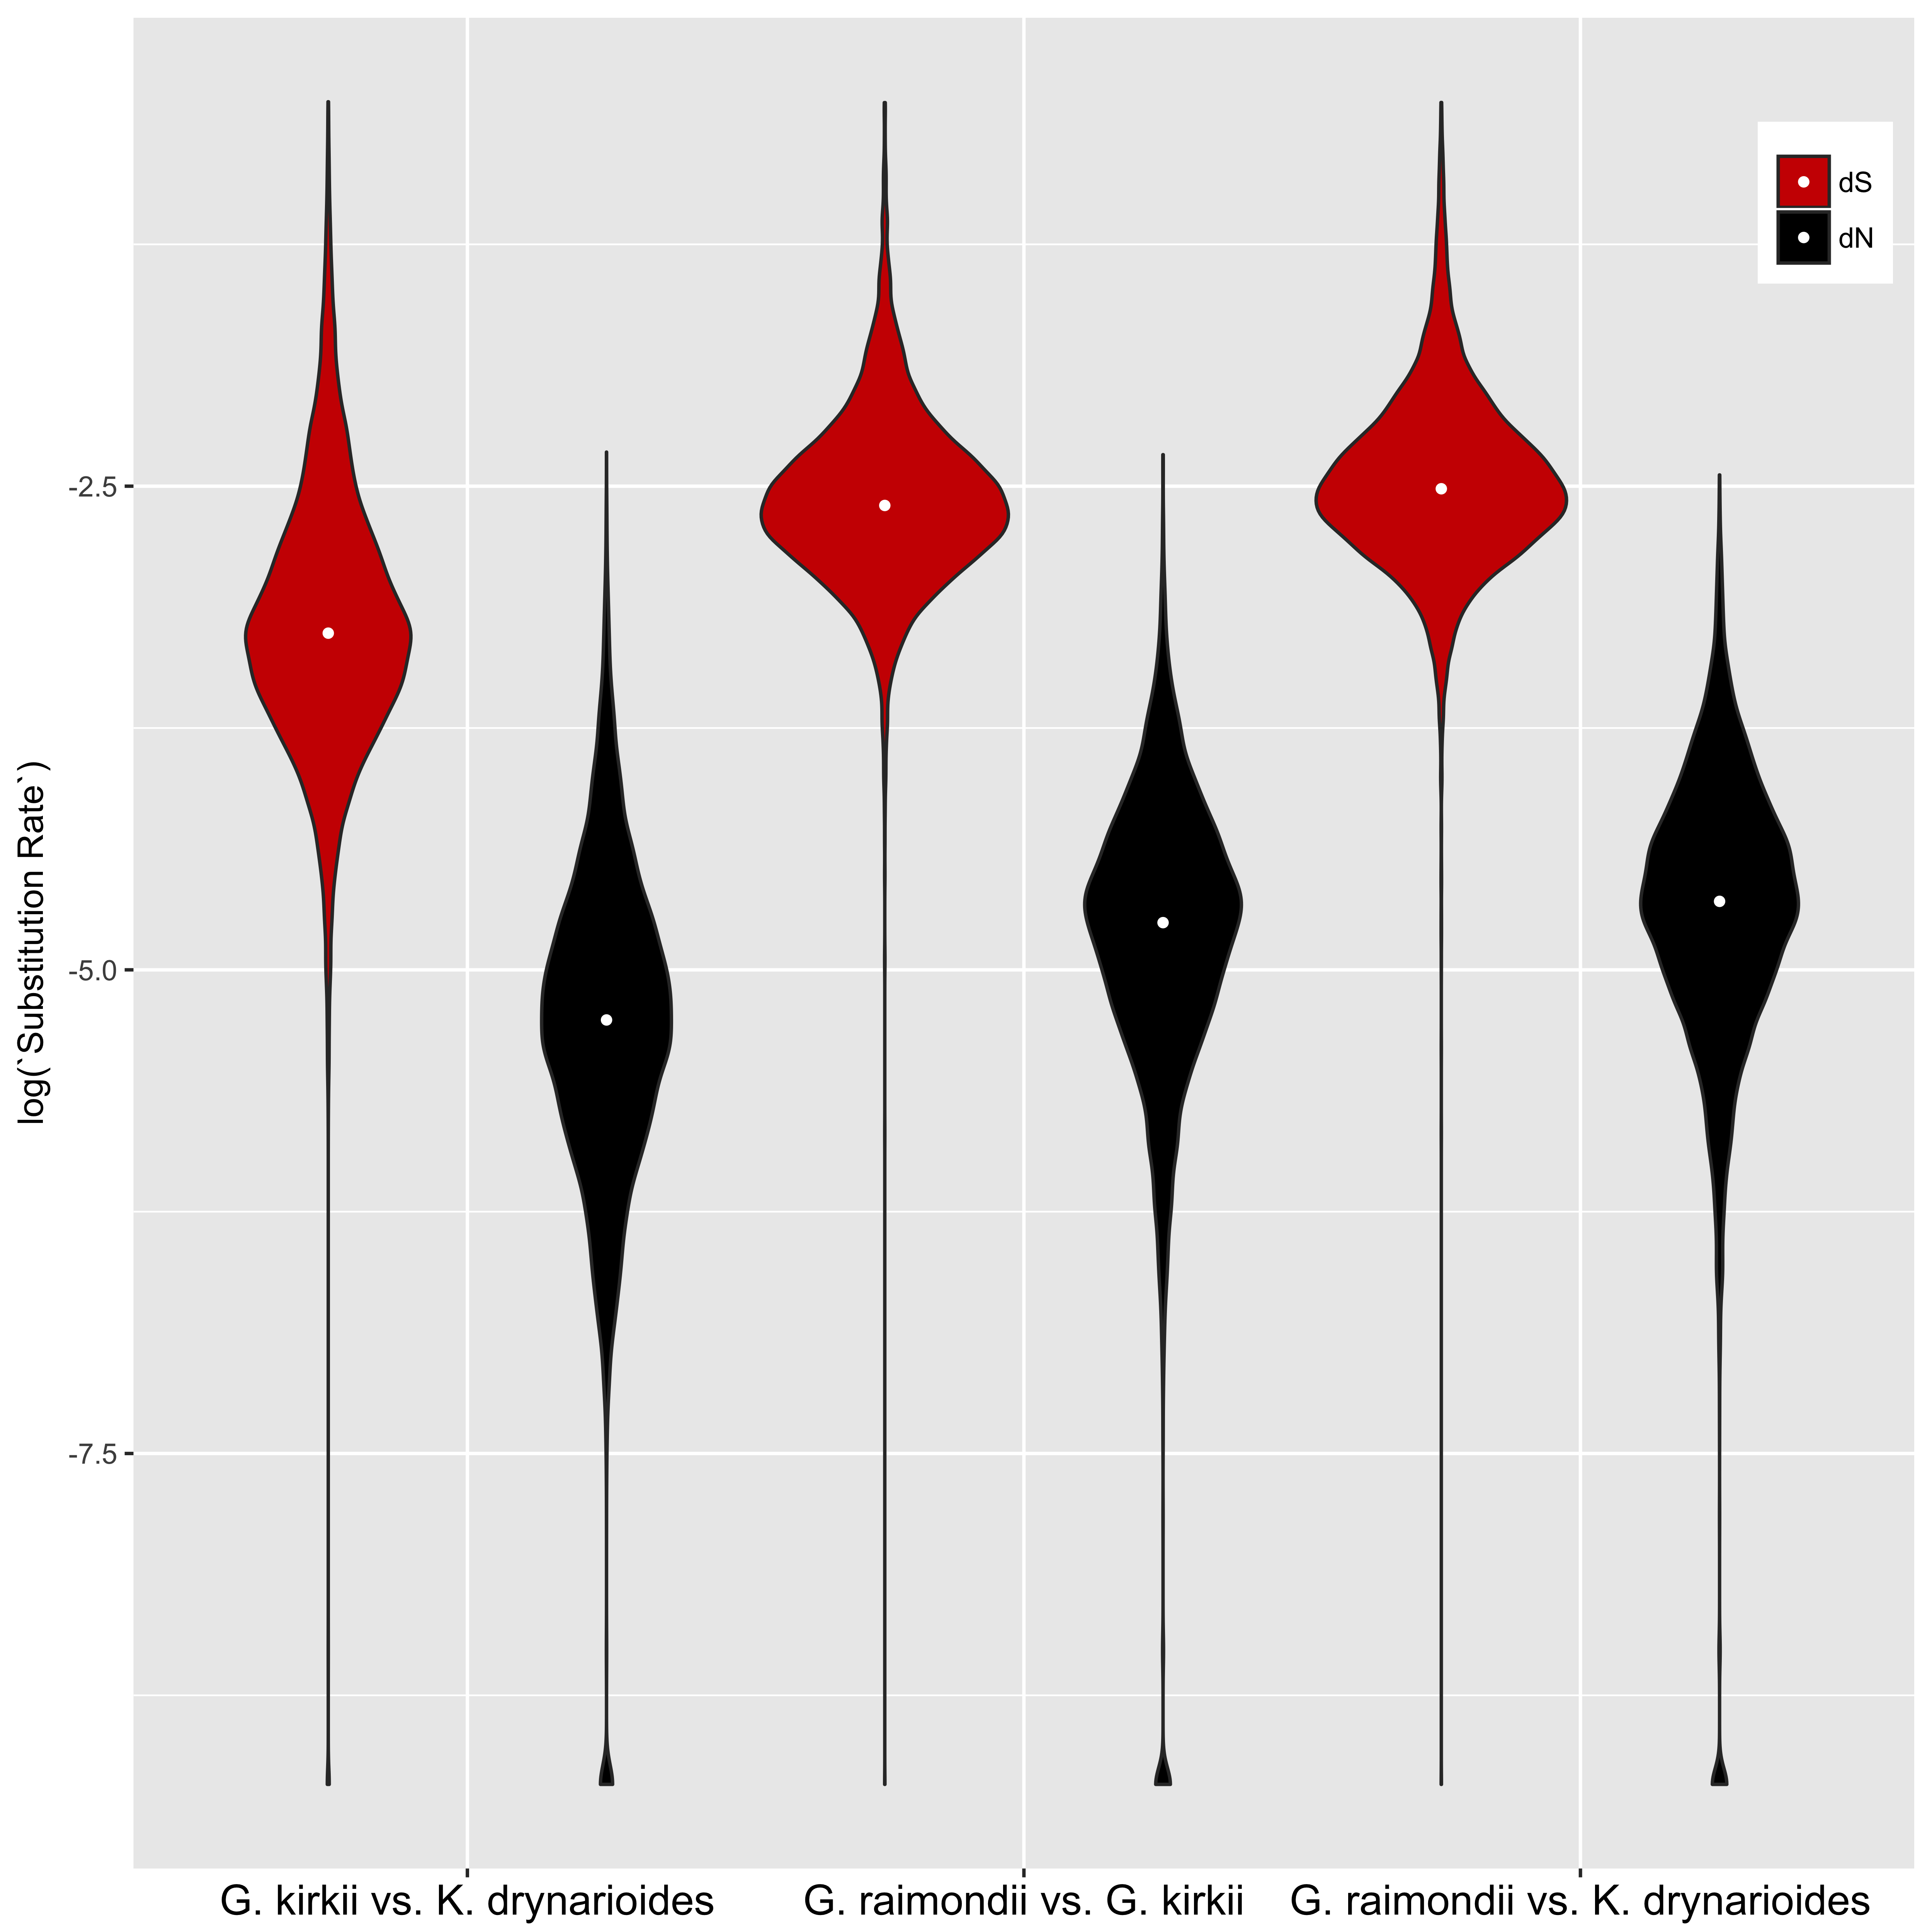 dS
dN
-2.5
-5.0
-7.5
log(`Substitution Rate`)
G. kirkii vs. K. drynarioides
G. raimondii vs. G. kirkii
G. raimondii vs. K. drynarioides